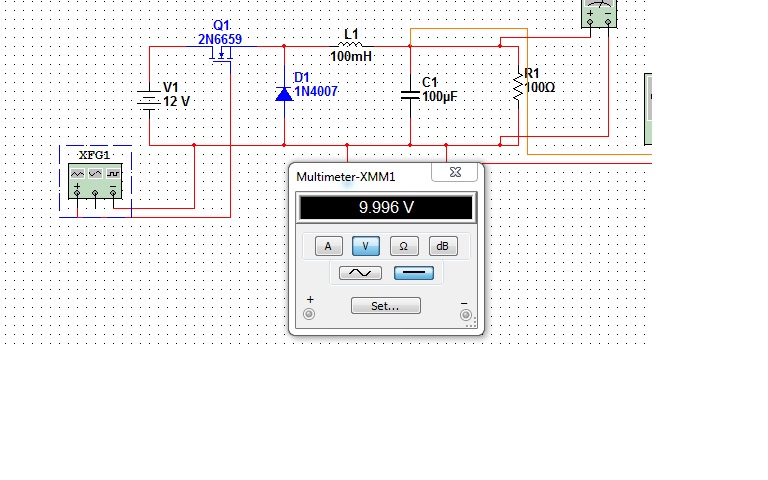 Q1
2N6659
L1
100mH
V1
12 V
D1
1N4007
C1
100µF
R1
100Ω
XFG1
Multimeter-XMM1
9.996 V
A V Ω dB
Set...